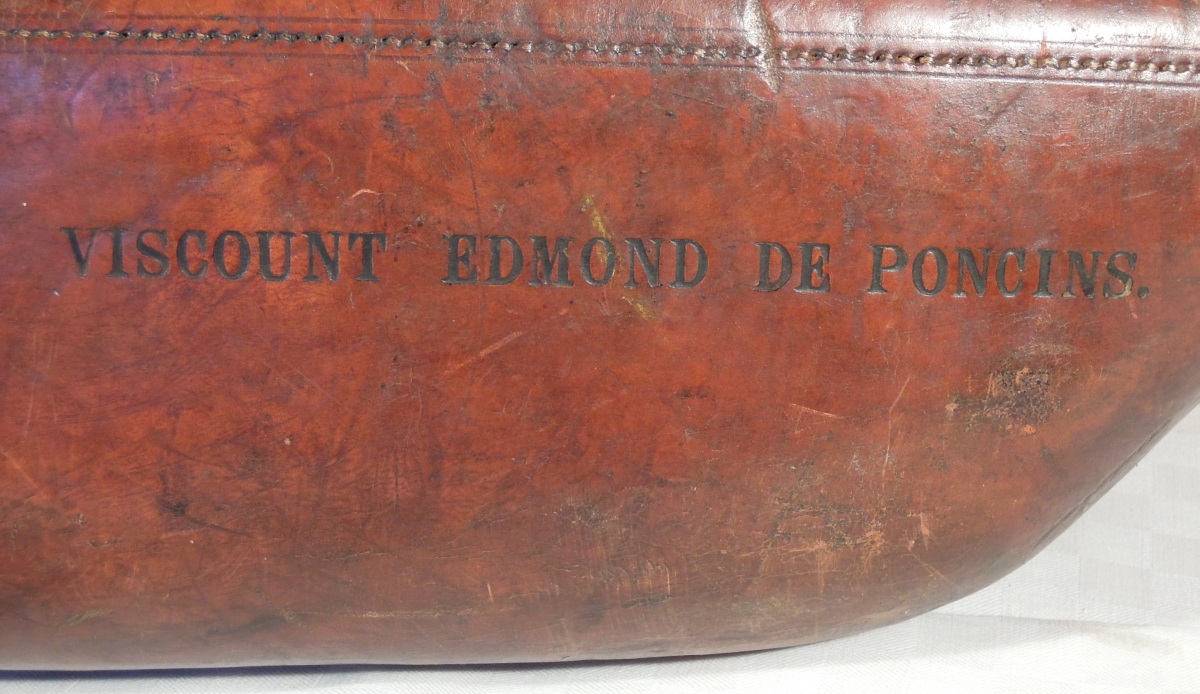 VISCOUNT EDMOND DE PONCINS.